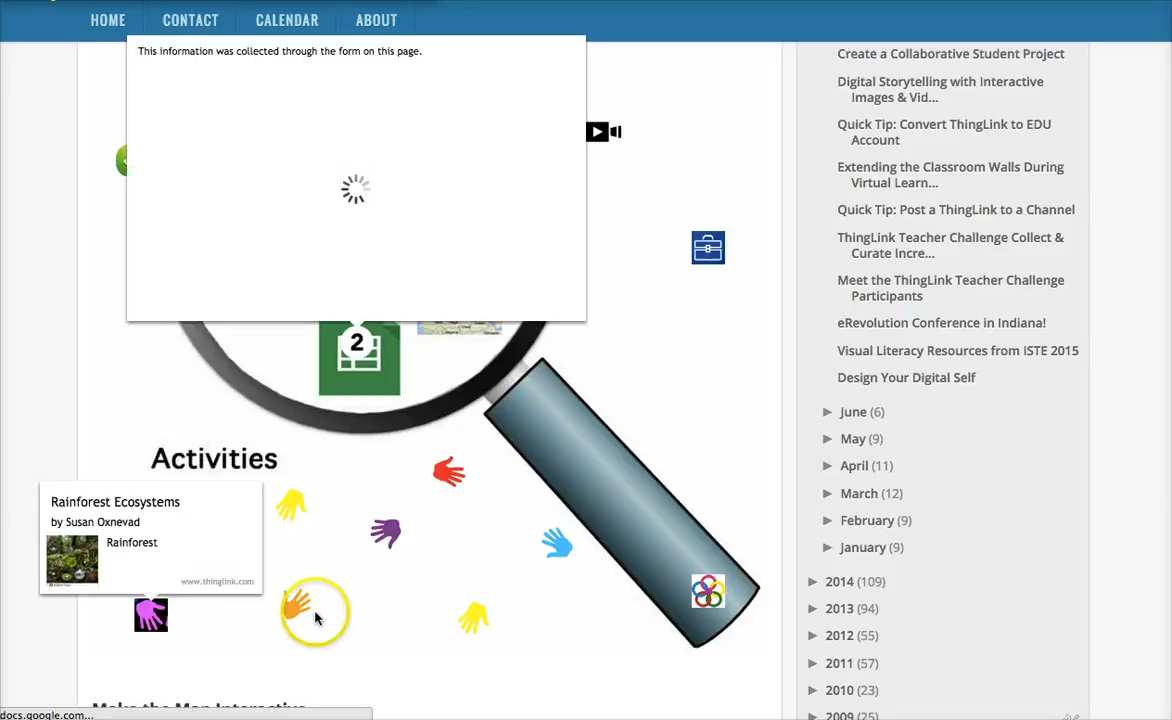 HOME CONTACT CALENDAR ABOUT
This information was collected through the form on this page.
2
Activities
Rainforest Ecosystems
by Susan Oxnevad
Rainforest
www.thinglink.com
docs.google.com...
Create a Collaborative Student Project
Digital Storytelling with Interactive
Images & Vid...
Quick Tip: Convert ThingLink to EDU
Account
Extending the Classroom Walls During
Virtual Learn...
Quick Tip: Post a ThingLink to a Channel
ThingLink Teacher Challenge Collect &
Curate Incre...
Meet the ThingLink Teacher Challenge
Participants
eRevolution Conference in Indiana!
Visual Literacy Resources from ISTE 2015
Design Your Digital Self
► June (6)
► May (9)
► April (11)
► March (12)
► February (9)
► January (9)
► 2014 (109)
► 2013 (94)
► 2012 (55)
► 2011 (57)
► 2010 (23)
► 2009 (25)